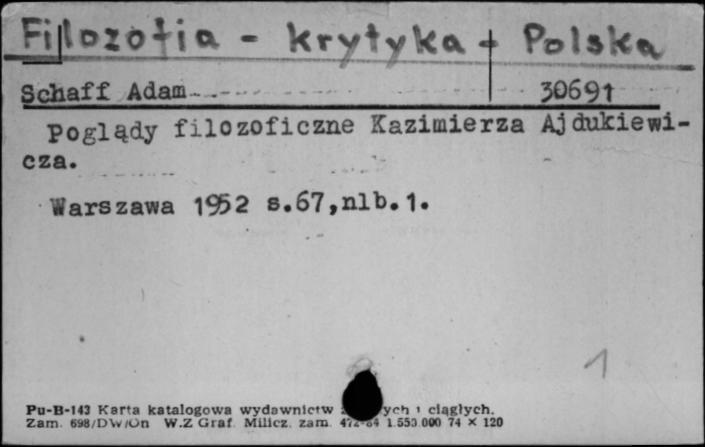 Filozofia - krytyka - Polska
Schaff Adam 30691
Poglądy filozoficzne Kazimierza Ajdukiewi-
cza.
Warszawa 1952 s.67,nlb.1.
1
Pu-B-143 Karta katalogowa wydawnictw i ciągłych.
Zam. 698/DW/On W.Z Graf. Milicz. zam. 1.550.000 74 × 120